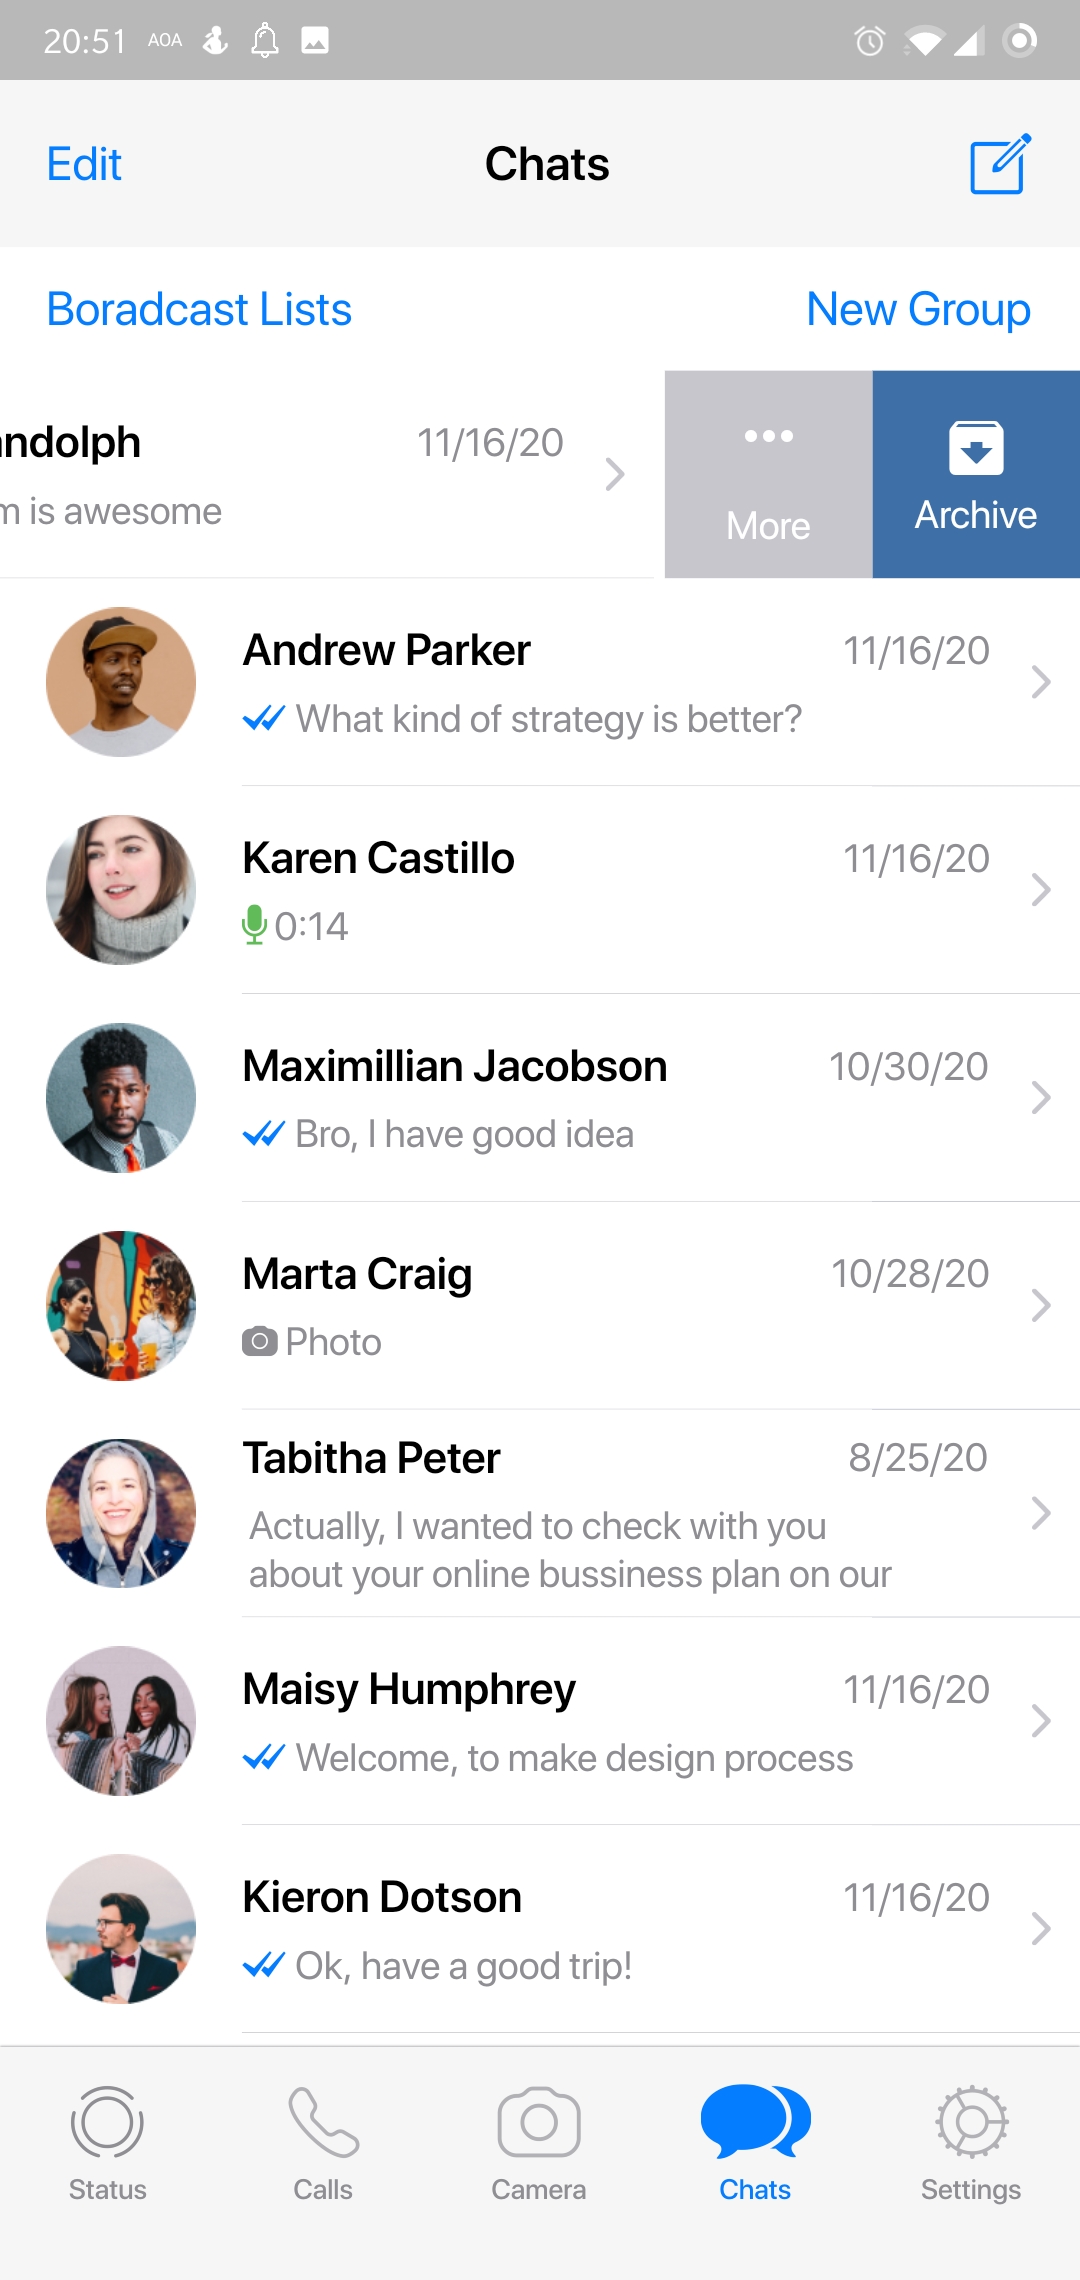 20:51 AOA
Edit Chats
Boradcast Lists New Group
ndolph 11/16/20
m is awesome
More Archive
Andrew Parker 11/16/20
What kind of strategy is better?
Karen Castillo 11/16/20
0:14
Maximillian Jacobson 10/30/20
Bro, I have good idea
Marta Craig 10/28/20
Photo
Tabitha Peter 8/25/20
Actually, I wanted to check with you
about your online bussiness plan on our
Maisy Humphrey 11/16/20
Welcome, to make design process
Kieron Dotson 11/16/20
Ok, have a good trip!
Status Calls Camera Chats Settings